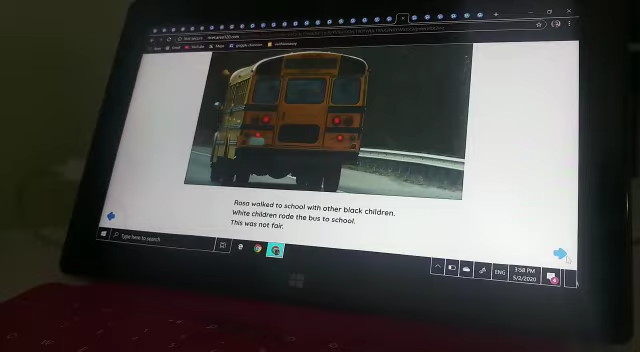 Rosa walked to school with other black children.
White children rode the bus to school.
This was not fair.
Type here to search
ENG
3:58 PM
5/2/2020